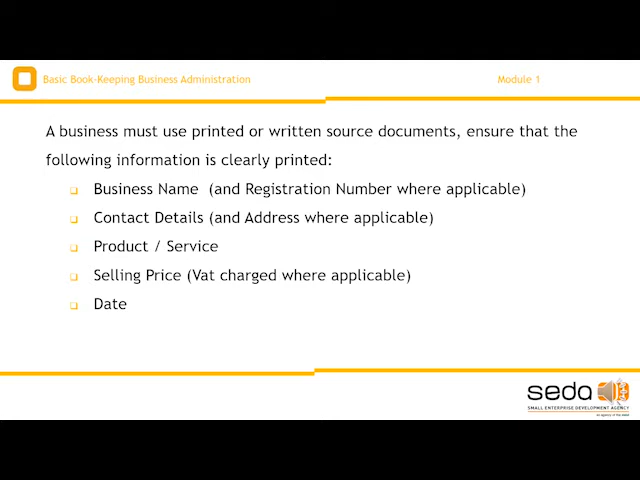 Basic Book-Keeping Business Administration
Module 1
A business must use printed or written source documents, ensure that the
following information is clearly printed:
Business Name (and Registration Number where applicable)
Contact Details (and Address where applicable)
Product / Service
Selling Price (Vat charged where applicable)
Date
seda
SMALL ENTERPRISE DEVELOPMENT AGENCY